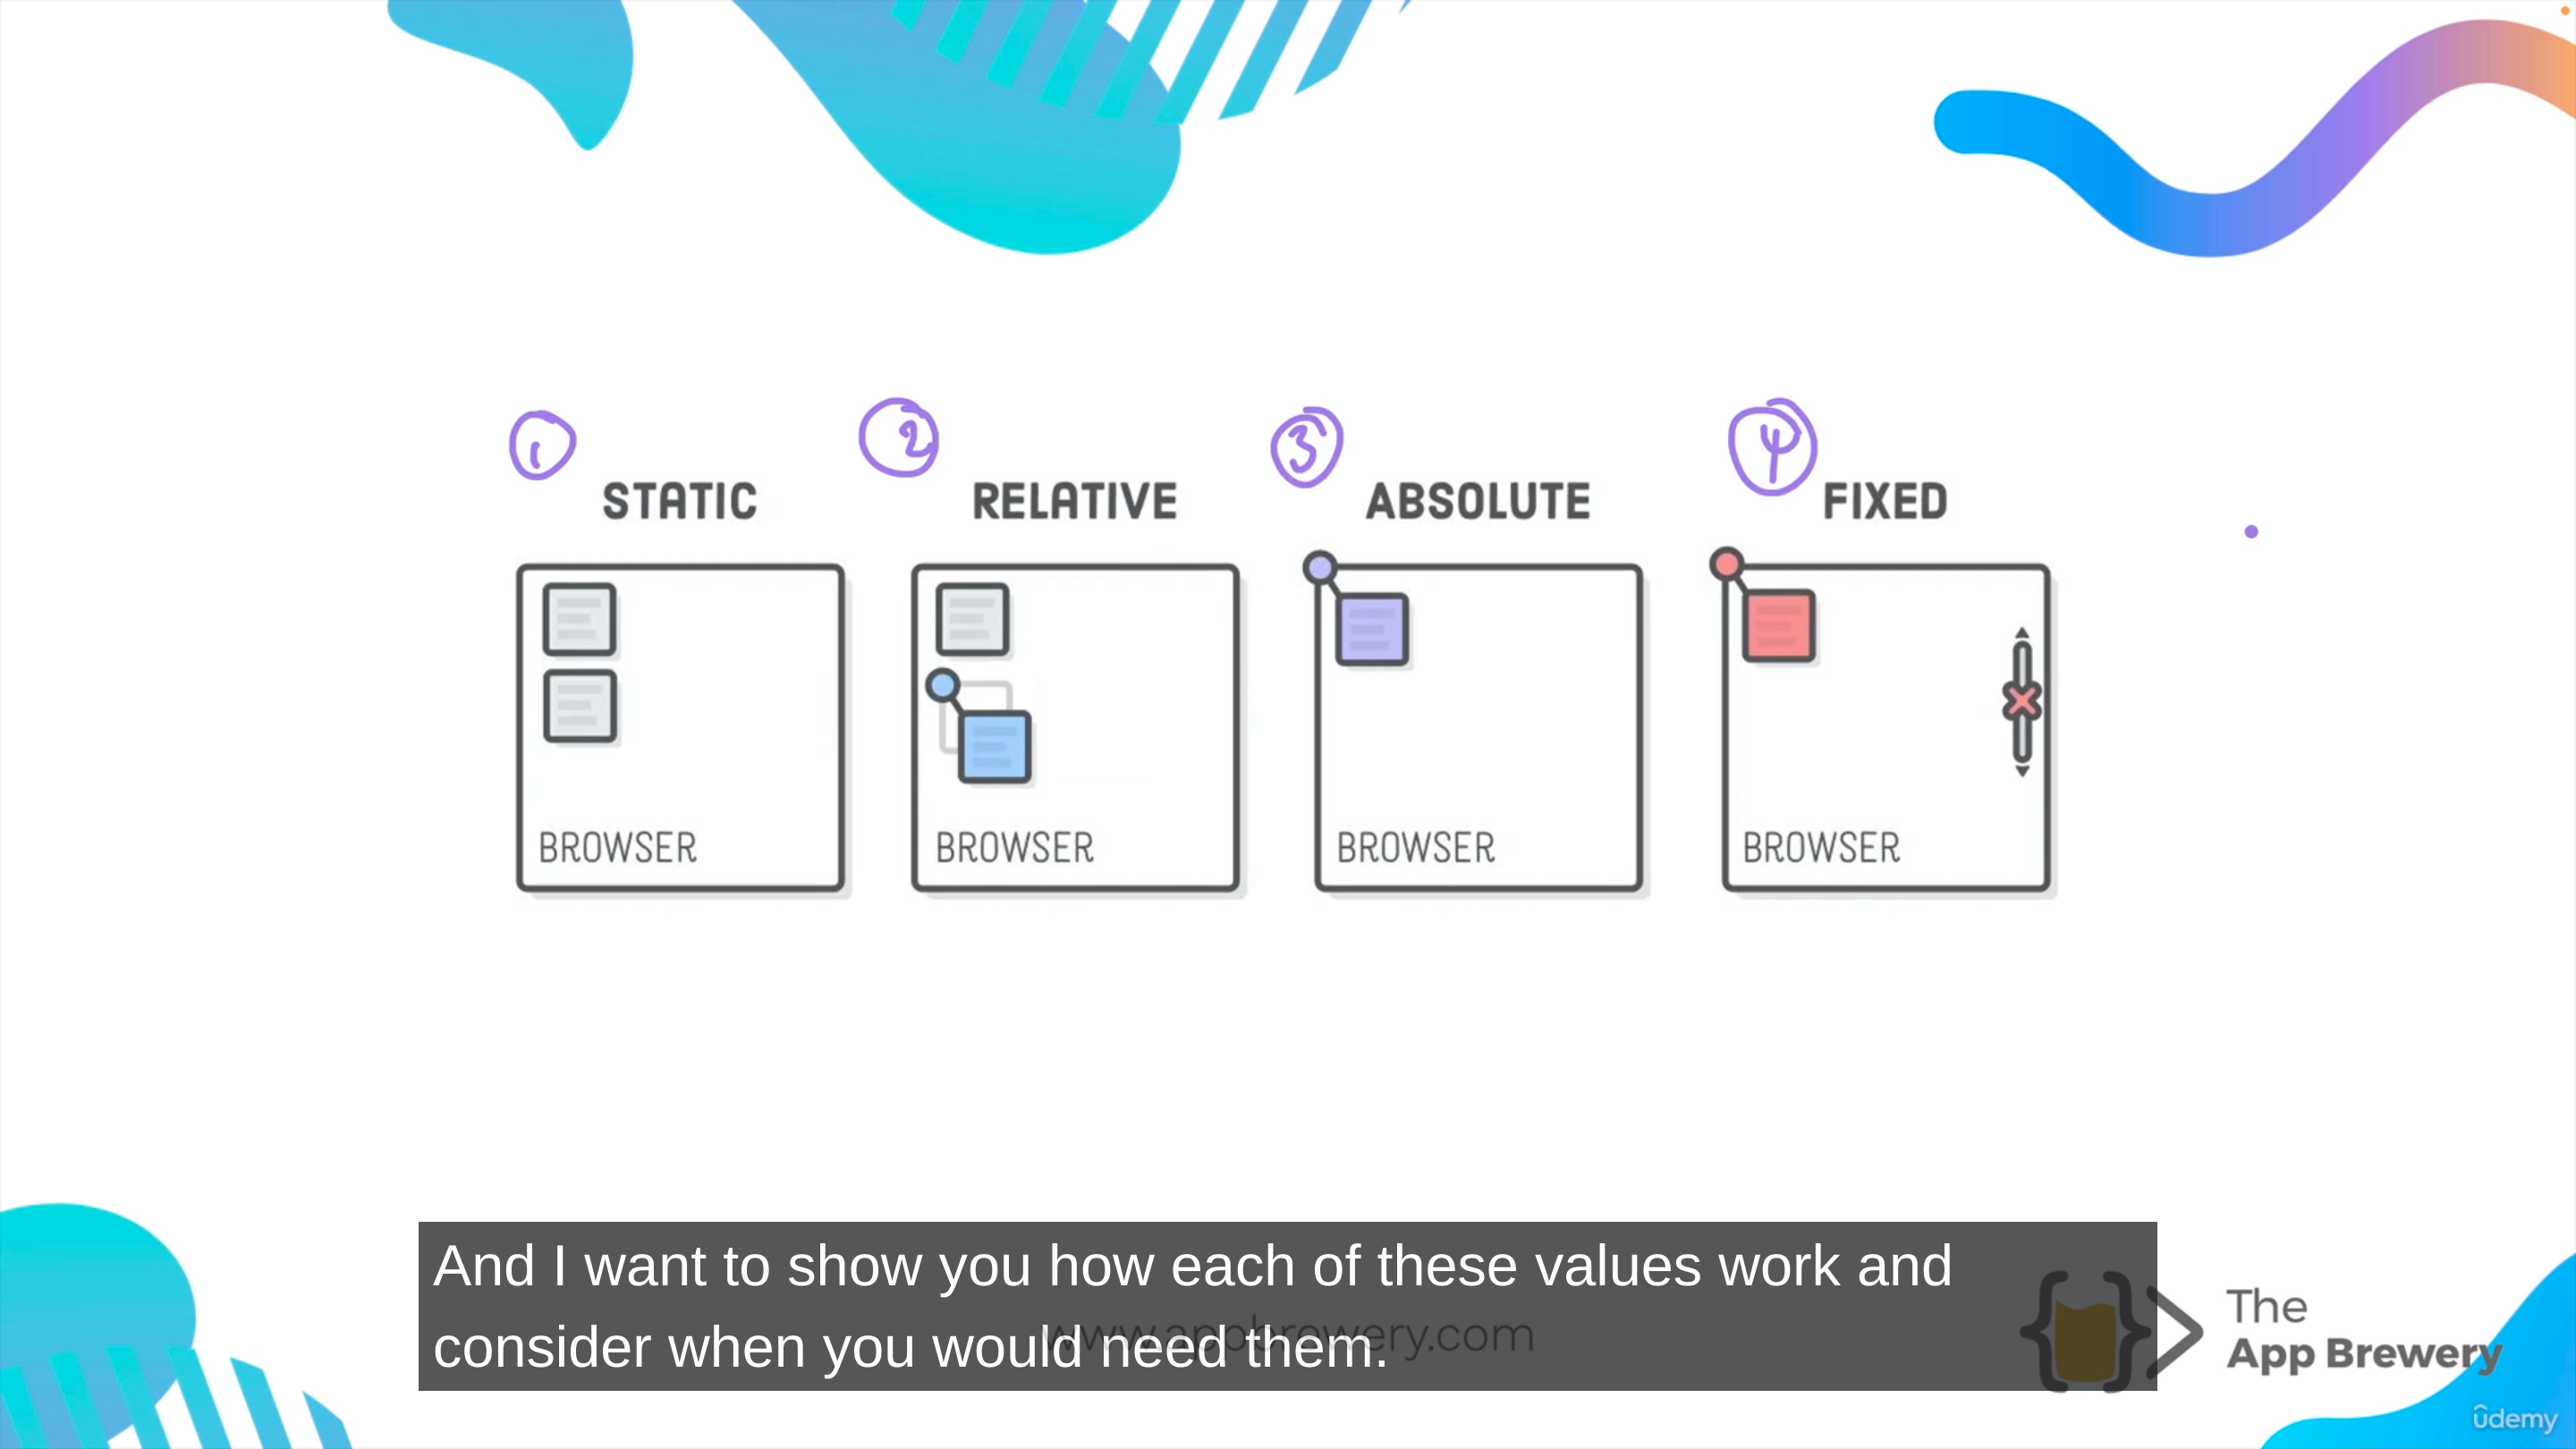 1 2 3 4
STATIC RELATIVE ABSOLUTE FIXED
BROWSER BROWSER BROWSER BROWSER
And I want to show you how each of these values work and
consider when you would need them.
www.appbrewery.com
The
App Brewery
ûdemy